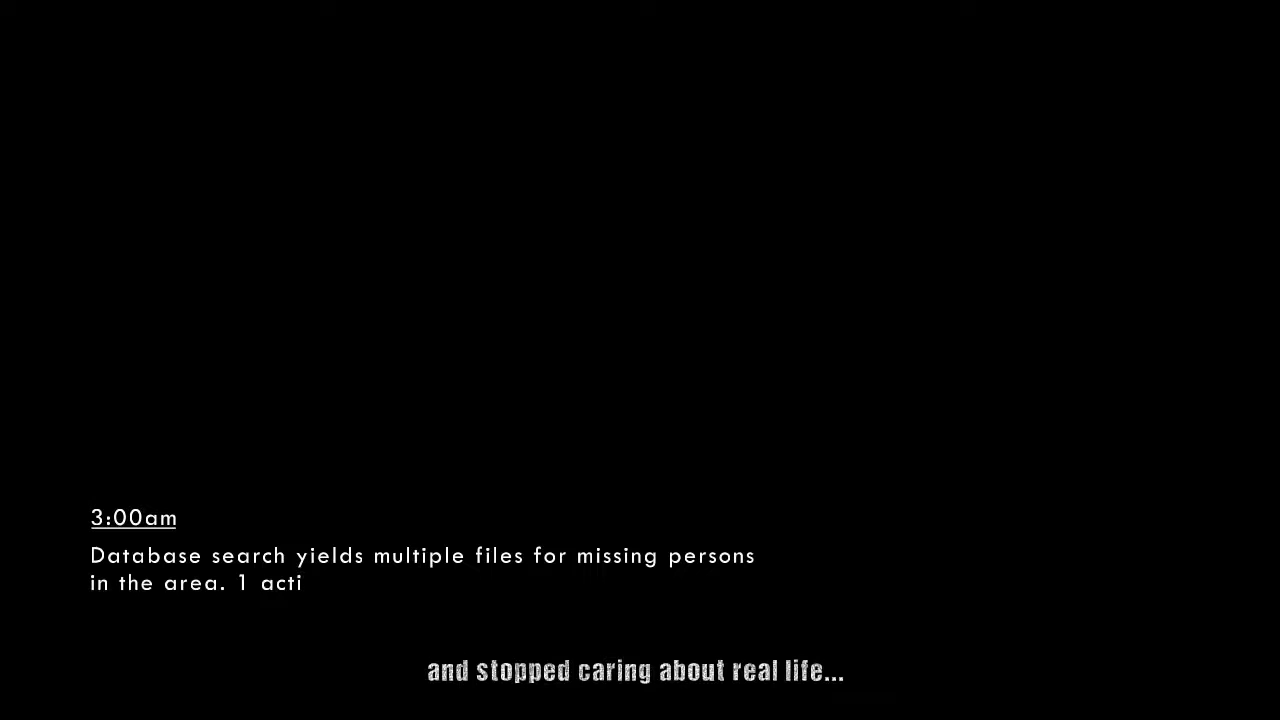 3:00am
Database search yields multiple files for missing persons
in the area. 1 acti
and stopped caring about real life...